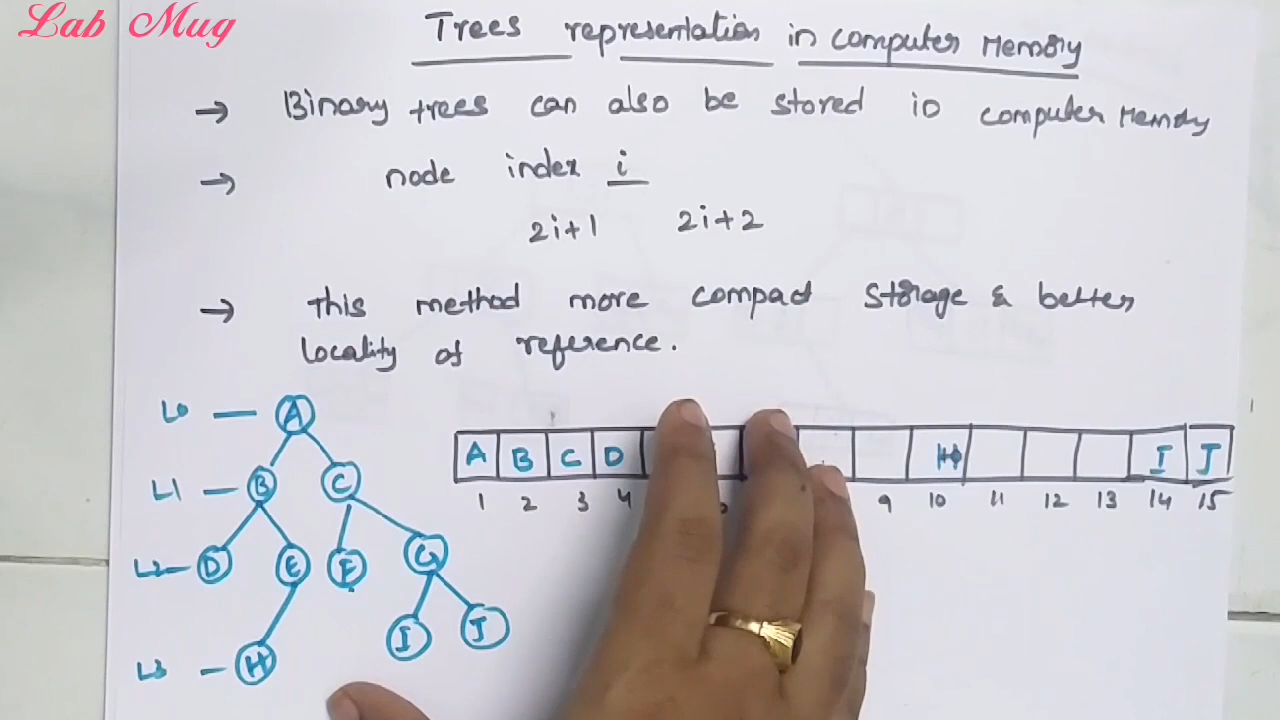 Lab Mug
Trees representation in computer Memory
→ Binary trees can also be stored in computer Memory
→ node index i
2i+1 2i+2
→ This method more compact storage & better
locality of reference.
L0 — A
L1 — B C
L2 — D E F G
I J
L3 — H
A B C D H I J
1 2 3 4 9 10 11 12 13 14 15